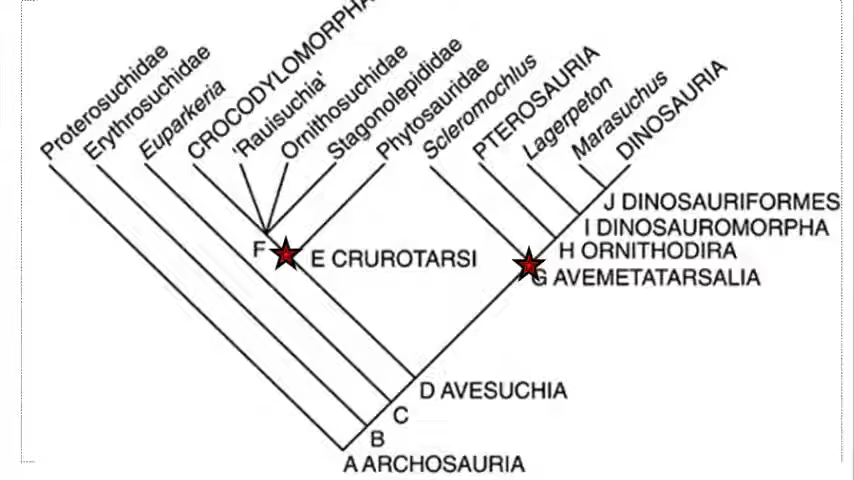 Proterosuchidae
Erythrosuchidae
Euparkeria
CROCODYLOMORPHA
'Rauisuchia'
Ornithosuchidae
Stagonolepididae
Phytosauridae
Scleromochlus
PTEROSAURIA
Lagerpeton
Marasuchus
DINOSAURIA
J DINOSAURIFORMES
I DINOSAUROMORPHA
H ORNITHODIRA
G AVEMETATARSALIA
F
E CRUROTARSI
D AVESUCHIA
C
B
A ARCHOSAURIA